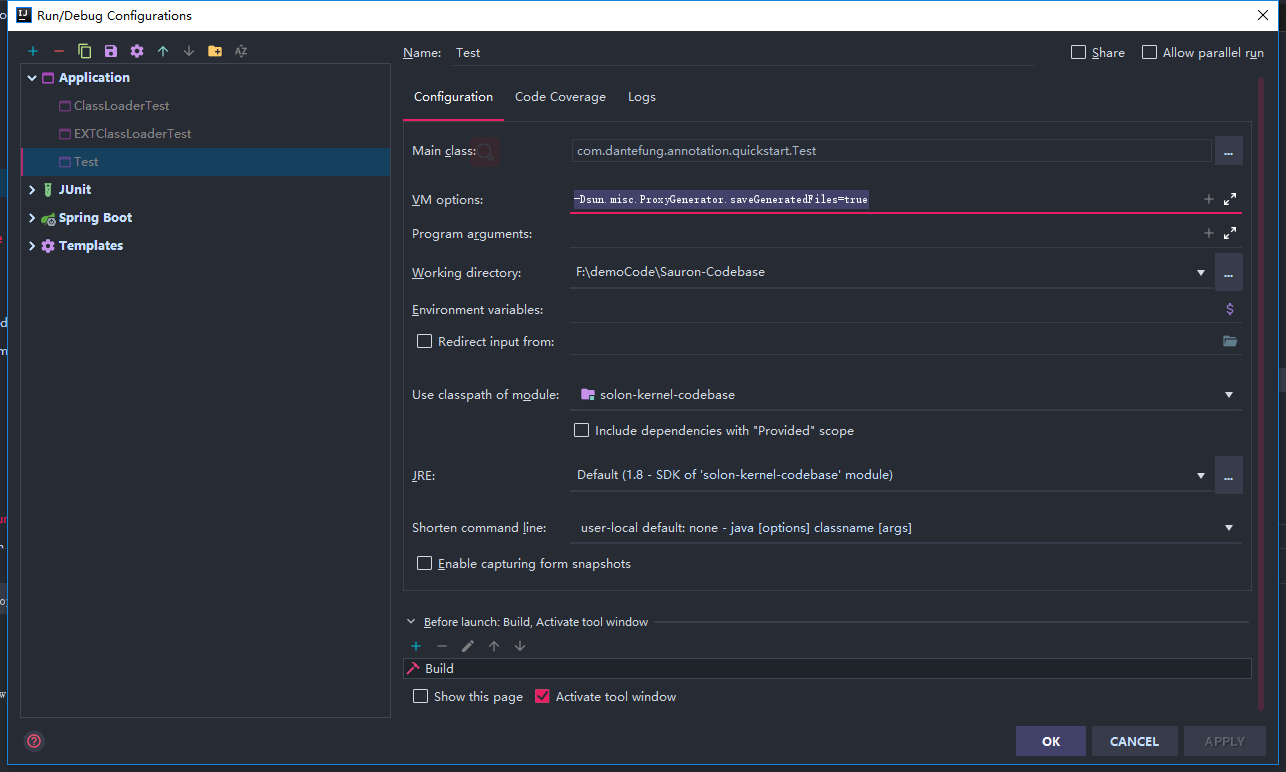 IJ Run/Debug Configurations
Name: Test
Share
Allow parallel run
Application
ClassLoaderTest
EXTClassLoaderTest
Test
JUnit
Spring Boot
Templates
Configuration Code Coverage Logs
Main class: com.dantefung.annotation.quickstart.Test ...
VM options: -Dsun.misc.ProxyGenerator.saveGeneratedFiles=true
Program arguments:
Working directory: F:\demoCode\Sauron-Codebase ...
Environment variables: $
Redirect input from:
Use classpath of module: solon-kernel-codebase
Include dependencies with "Provided" scope
JRE: Default (1.8 - SDK of 'solon-kernel-codebase' module) ...
Shorten command line: user-local default: none - java [options] classname [args]
Enable capturing form snapshots
Before launch: Build, Activate tool window
Build
Show this page Activate tool window
? OK CANCEL APPLY